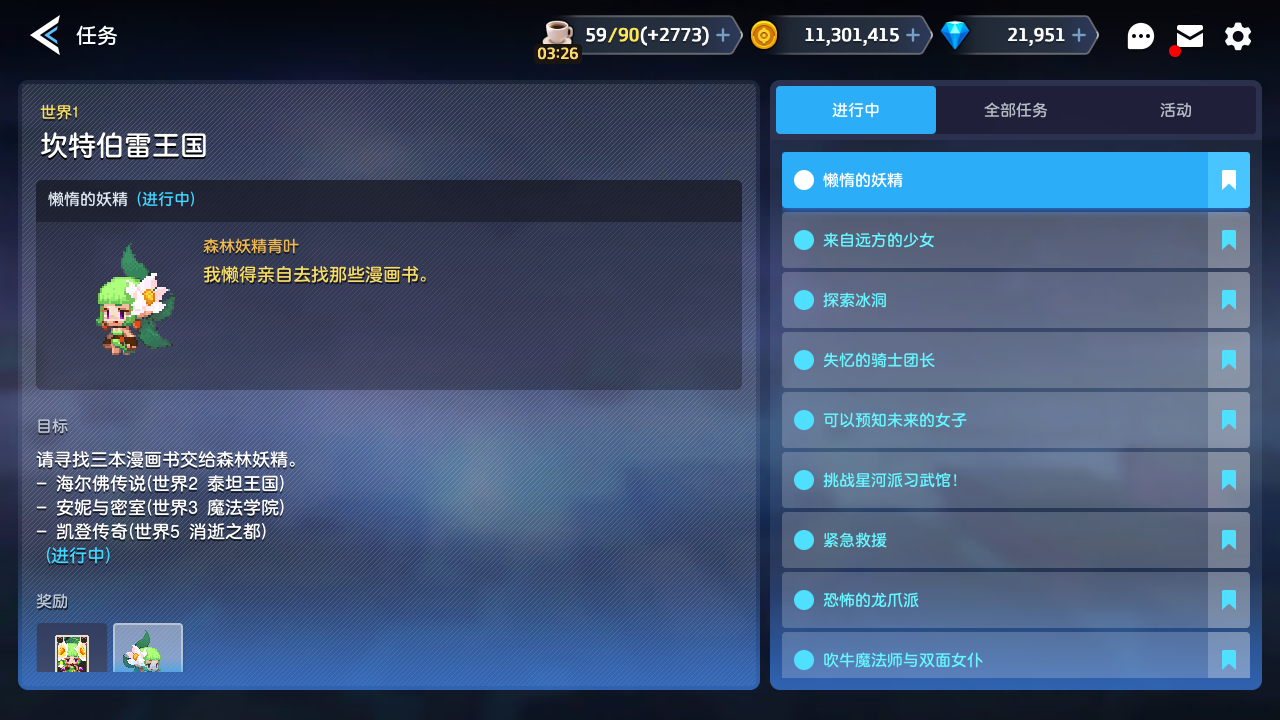 任务
59/90(+2773)
03:26
11,301,415
21,951
世界1
坎特伯雷王国
懒惰的妖精 (进行中)
森林妖精青叶
我懒得亲自去找那些漫画书。
目标
请寻找三本漫画书交给森林妖精。
- 海尔佛传说(世界2 泰坦王国)
- 安妮与密室(世界3 魔法学院)
- 凯登传奇(世界5 消逝之都)
(进行中)
奖励
进行中
全部任务
活动
懒惰的妖精
来自远方的少女
探索冰洞
失忆的骑士团长
可以预知未来的女子
挑战星河派习武馆!
紧急救援
恐怖的龙爪派
吹牛魔法师与双面女仆